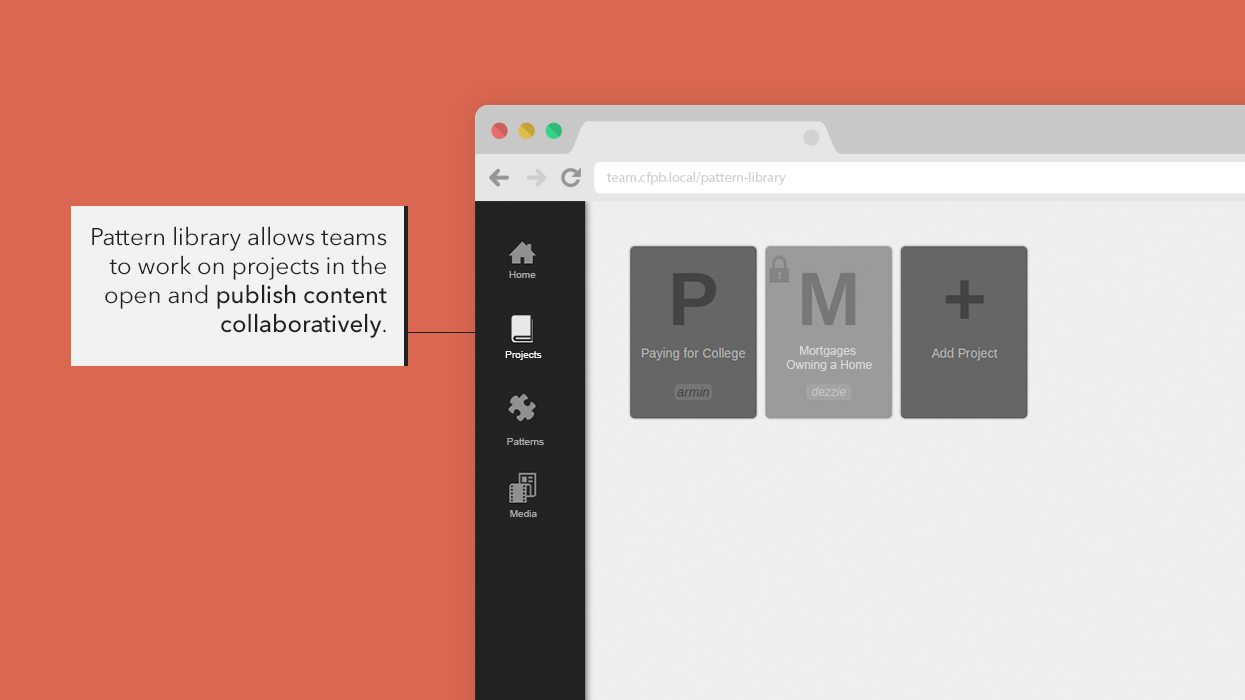 team.cfpb.local/pattern-library
Pattern library allows teams
to work on projects in the
open and publish content
collaboratively.
Home
Projects
Patterns
Media
P
Paying for College
armin
M
Mortgages
Owning a Home
dezzie
+
Add Project